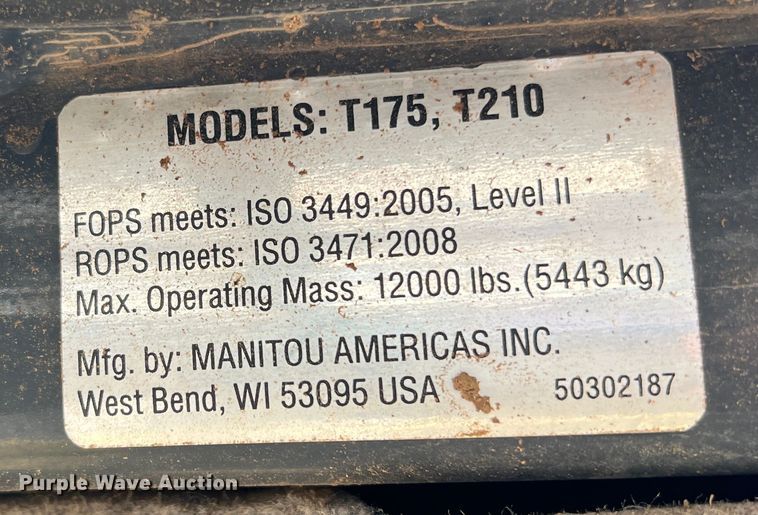 MODELS: T175, T210
FOPS meets: ISO 3449:2005, Level II
ROPS meets: ISO 3471:2008
Max. Operating Mass: 12000 lbs.(5443 kg)
Mfg. by: MANITOU AMERICAS INC.
West Bend, WI 53095 USA 50302187
Purple Wave Auction